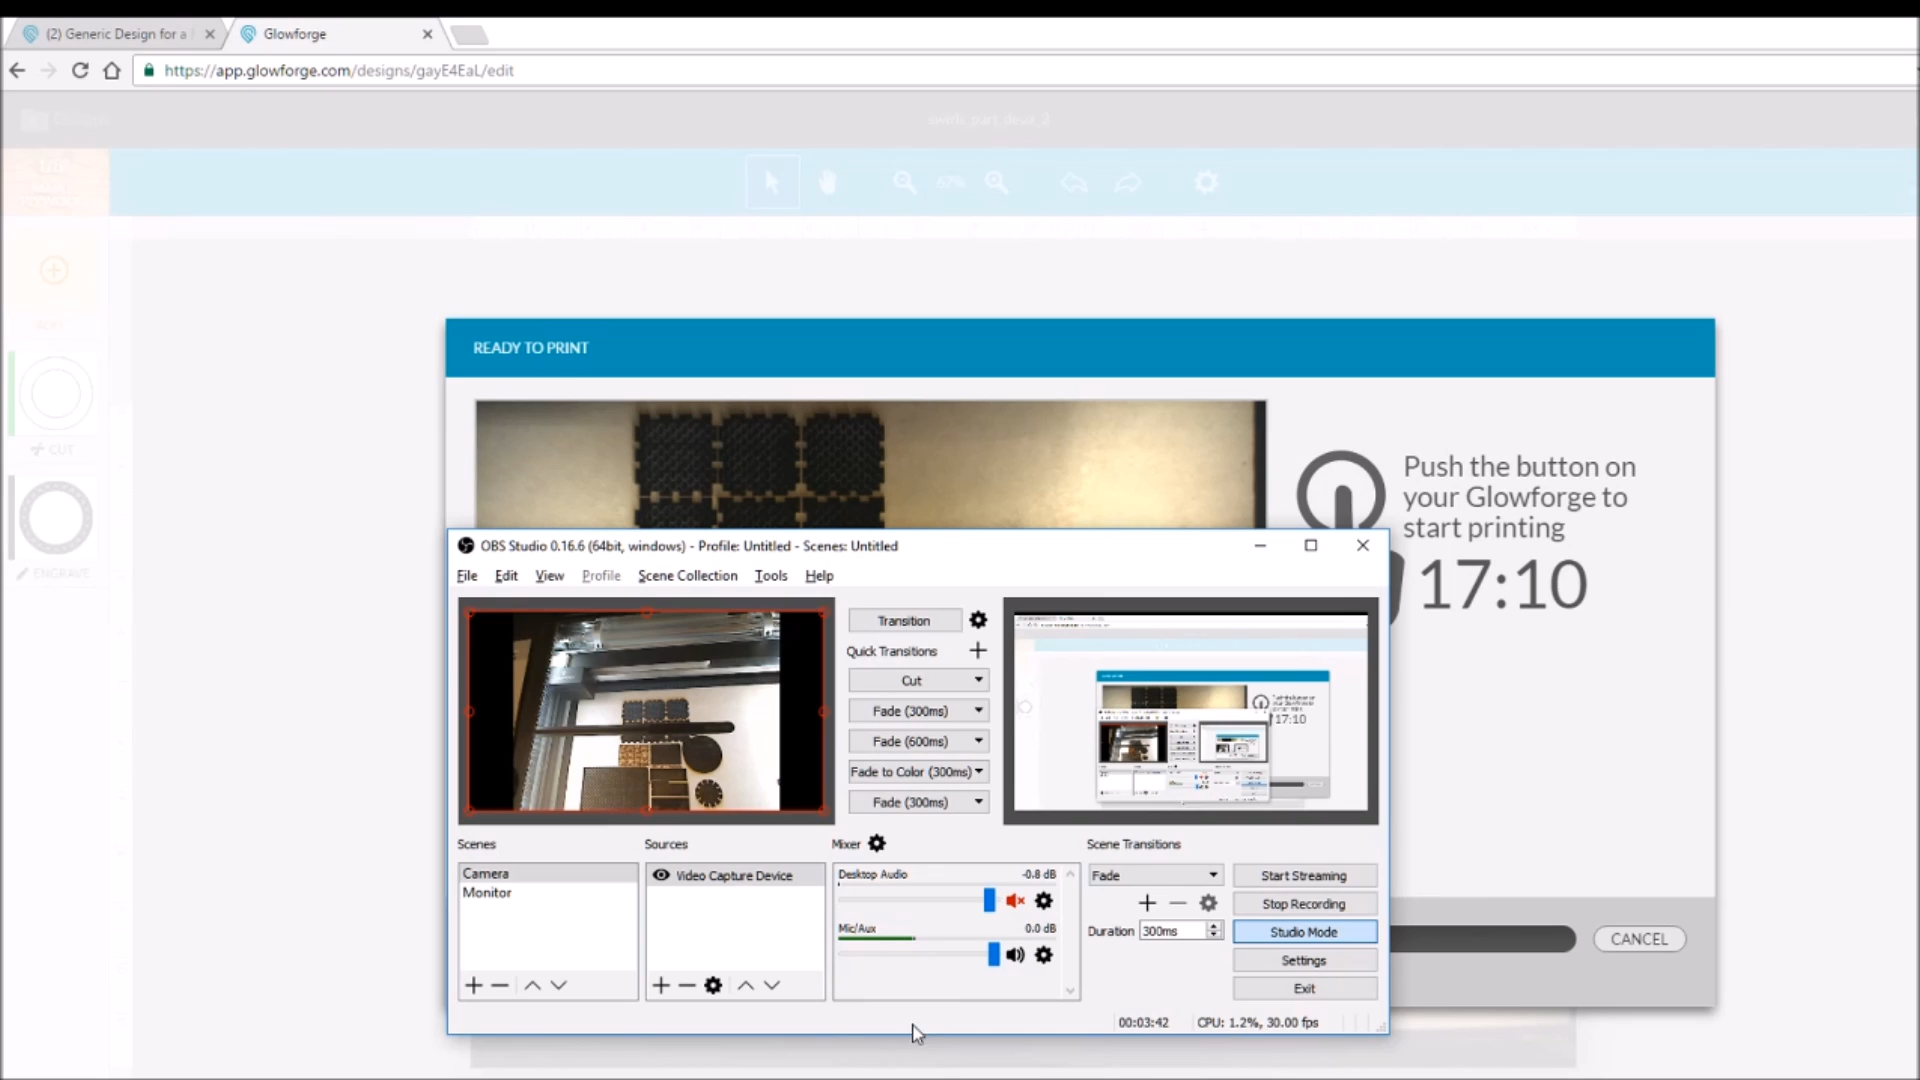 (2) Generic Design for a
Glowforge
https://app.glowforge.com/designs/gayE4EaL/edit
CUT
ENGRAVE
READY TO PRINT
Push the button on
your Glowforge to
start printing
17:10
CANCEL
OBS Studio 0.16.6 (64bit, windows) - Profile: Untitled - Scenes: Untitled
File Edit View Profile Scene Collection Tools Help
Transition
Quick Transitions
Cut
Fade (300ms)
Fade (600ms)
Fade to Color (300ms)
Fade (300ms)
17:10
Scenes
Camera
Monitor
Sources
Video Capture Device
Mixer
Desktop Audio -0.8 dB
Mic/Aux 0.0 dB
Scene Transitions
Fade
Duration 300ms
Start Streaming
Stop Recording
Studio Mode
Settings
Exit
00:03:42 CPU: 1.2%, 30.00 fps